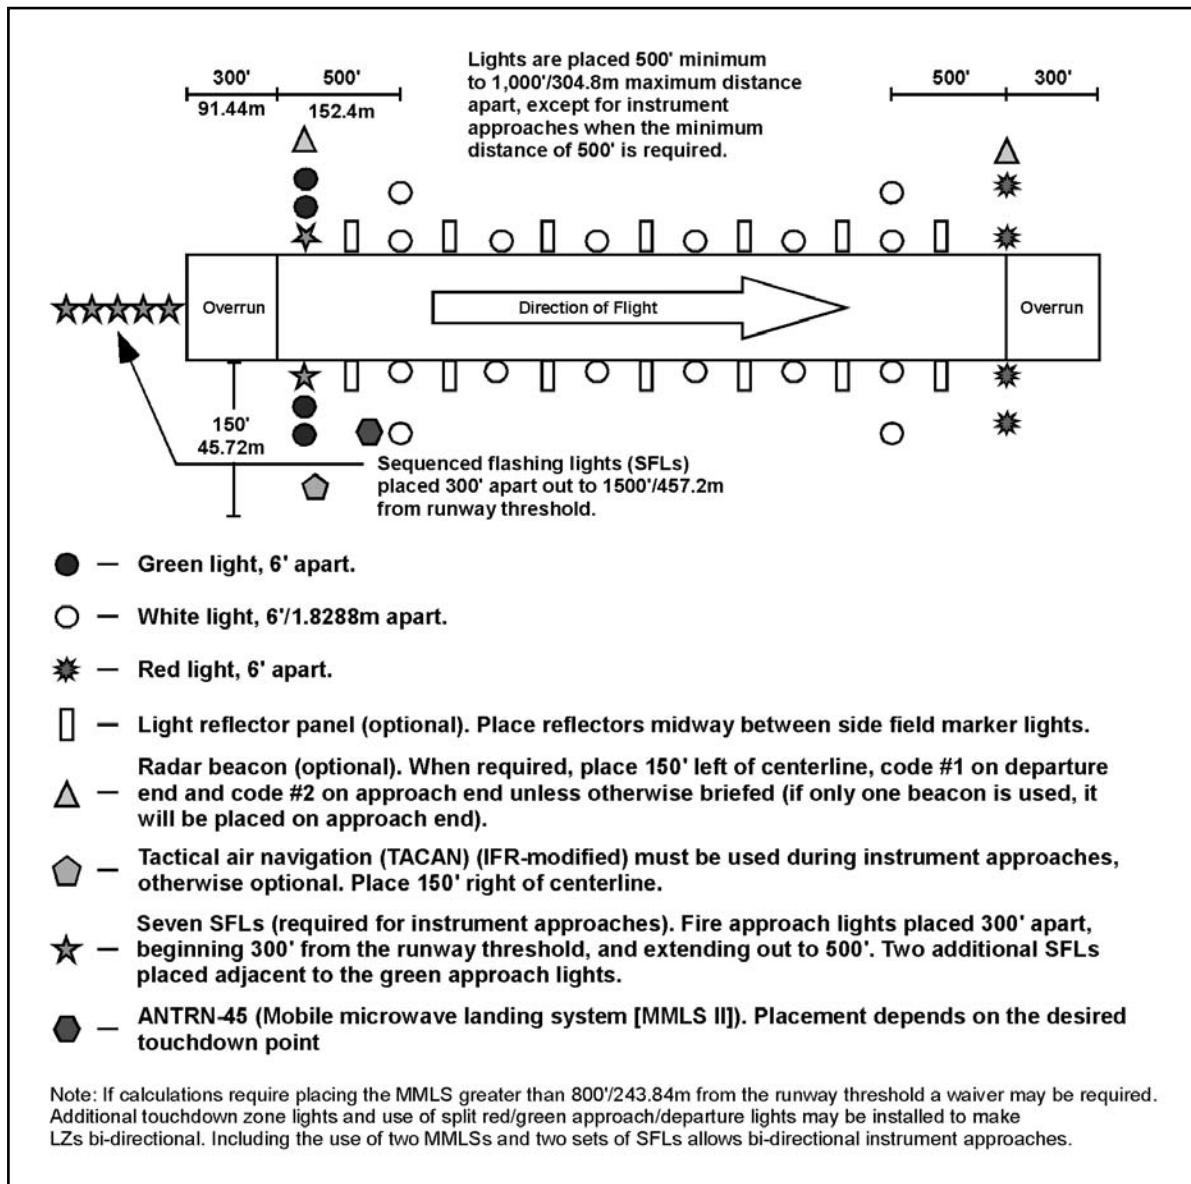 300'
500'
91.44m
152.4m
Lights are placed 500' minimum
to 1,000'/304.8m maximum distance
apart, except for instrument
approaches when the minimum
distance of 500' is required.
500'
300'
Overrun
Direction of Flight
Overrun
150'
45.72m
Sequenced flashing lights (SFLs)
placed 300' apart out to 1500'/457.2m
from runway threshold.
— Green light, 6' apart.
— White light, 6'/1.8288m apart.
— Red light, 6' apart.
— Light reflector panel (optional). Place reflectors midway between side field marker lights.
Radar beacon (optional). When required, place 150' left of centerline, code #1 on departure
— end and code #2 on approach end unless otherwise briefed (if only one beacon is used, it
will be placed on approach end).
— Tactical air navigation (TACAN) (IFR-modified) must be used during instrument approaches,
otherwise optional. Place 150' right of centerline.
Seven SFLs (required for instrument approaches). Fire approach lights placed 300' apart,
— beginning 300' from the runway threshold, and extending out to 500'. Two additional SFLs
placed adjacent to the green approach lights.
— ANTRN-45 (Mobile microwave landing system [MMLS II]). Placement depends on the desired
touchdown point
Note: If calculations require placing the MMLS greater than 800'/243.84m from the runway threshold a waiver may be required.
Additional touchdown zone lights and use of split red/green approach/departure lights may be installed to make
LZs bi-directional. Including the use of two MMLSs and two sets of SFLs allows bi-directional instrument approaches.